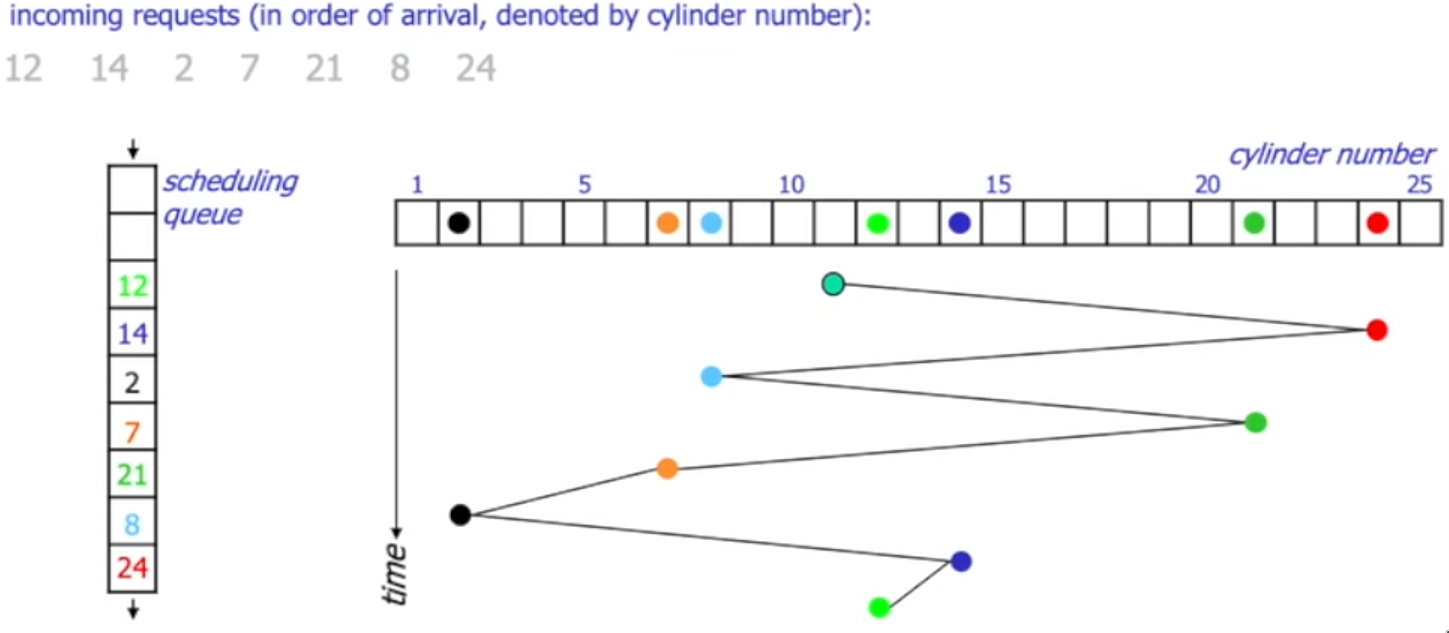 incoming requests (in order of arrival, denoted by cylinder number):
12 14 2 7 21 8 24
cylinder number
scheduling
queue
1 5 10 15 20 25
12
14
2
7
21
8
24
time